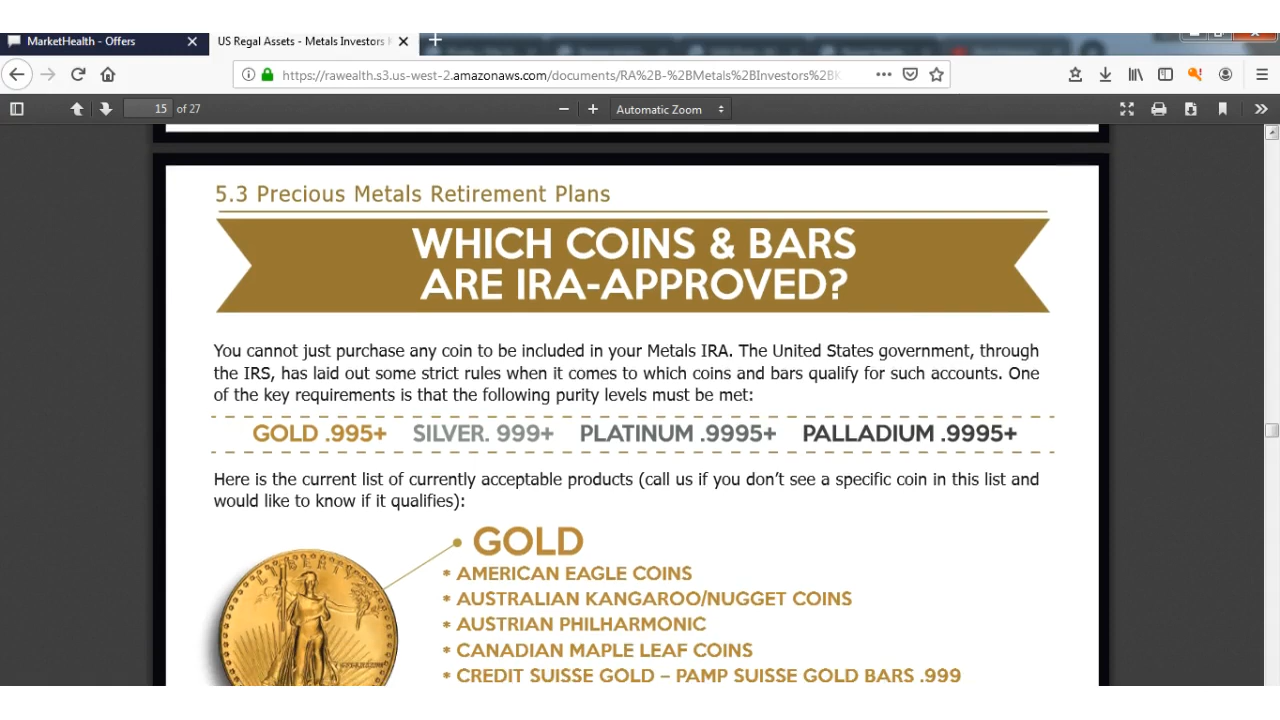 MarketHealth - Offers
US Regal Assets - Metals Investors
https://rawealth.s3.us-west-2.amazonaws.com/documents/RA%2B-%2BMetals%2BInvestors%2BK
15 of 27
Automatic Zoom
5.3 Precious Metals Retirement Plans
WHICH COINS & BARS
ARE IRA-APPROVED?
You cannot just purchase any coin to be included in your Metals IRA. The United States government, through
the IRS, has laid out some strict rules when it comes to which coins and bars qualify for such accounts. One
of the key requirements is that the following purity levels must be met:
GOLD .995+ SILVER. 999+ PLATINUM .9995+ PALLADIUM .9995+
Here is the current list of currently acceptable products (call us if you don't see a specific coin in this list and
would like to know if it qualifies):
GOLD
* AMERICAN EAGLE COINS
* AUSTRALIAN KANGAROO/NUGGET COINS
* AUSTRIAN PHILHARMONIC
* CANADIAN MAPLE LEAF COINS
* CREDIT SUISSE GOLD – PAMP SUISSE GOLD BARS .999
LIBERTY